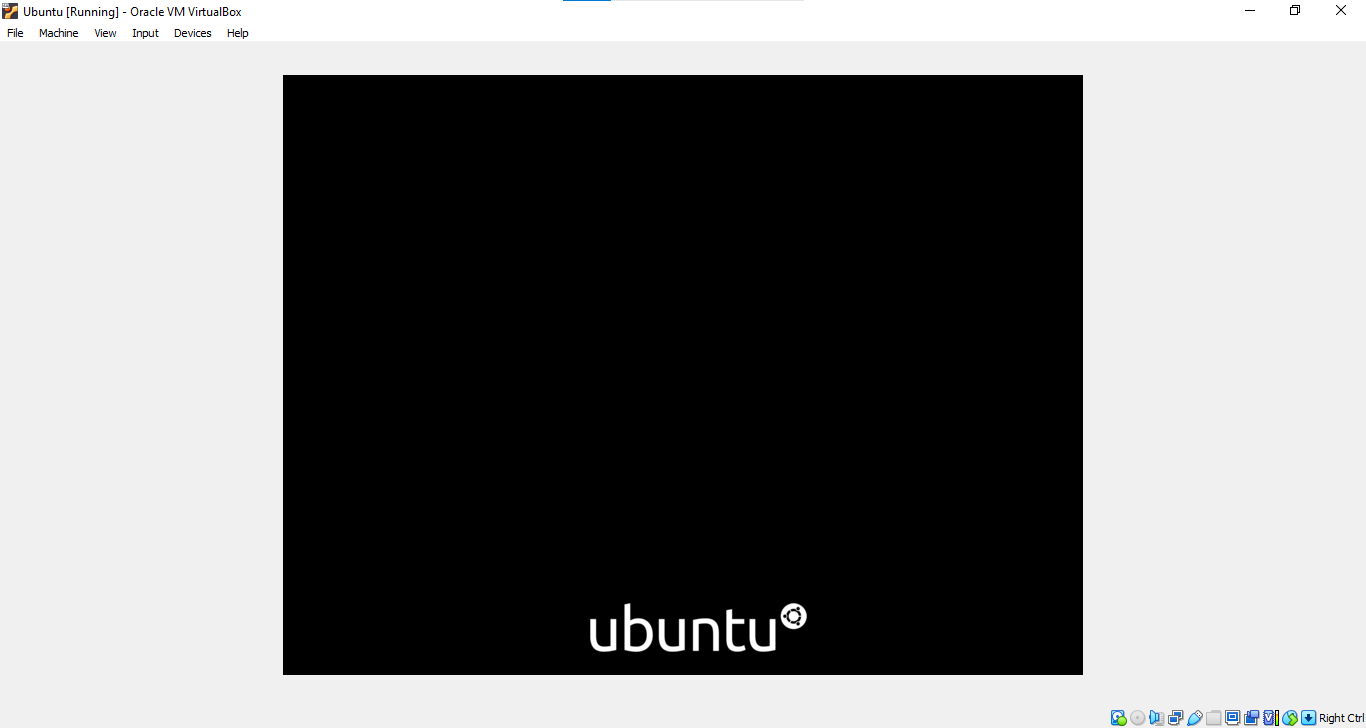 Ubuntu [Running] - Oracle VM VirtualBox
File Machine View Input Devices Help
ubuntu
Right Ctrl